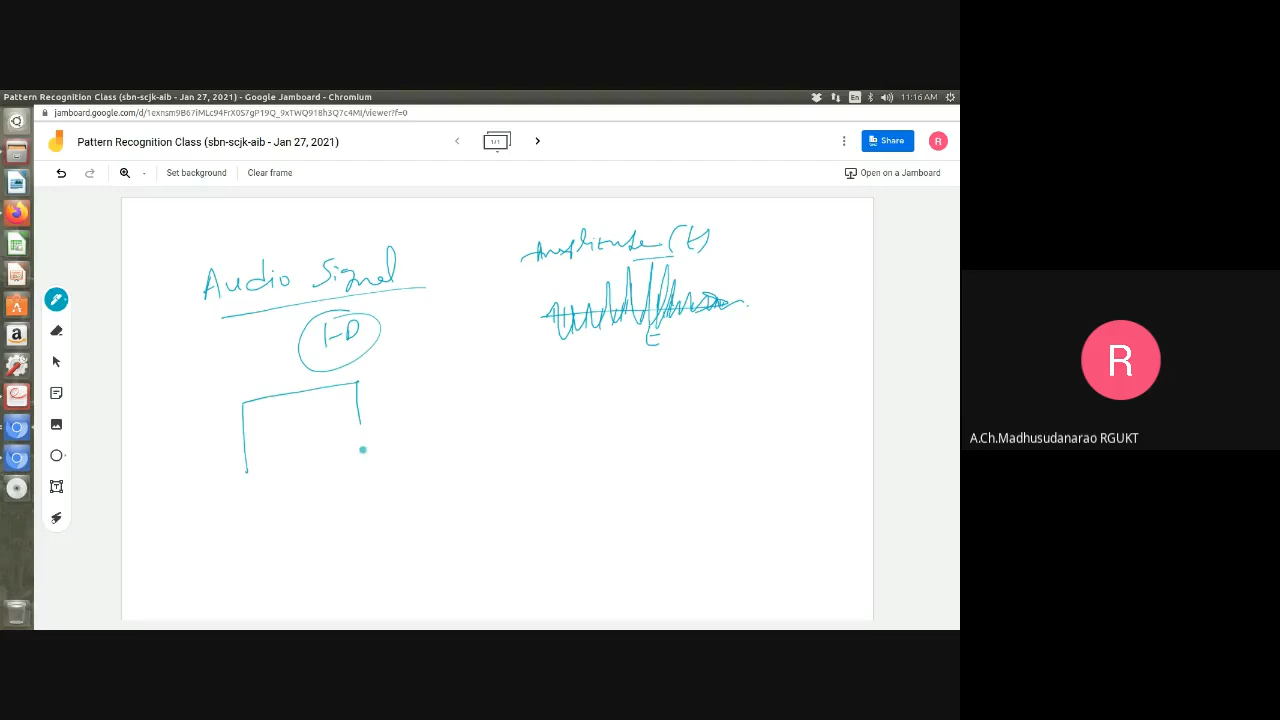 Pattern Recognition Class (sbn-scjk-aib - Jan 27, 2021) - Google Jamboard - Chromium
En
11:16 AM
jamboard.google.com/d/1exnsm9B67iMLc94FrX0S7gP19Q_9xTWQ918h3Q7c4MI/viewer?f=0
Pattern Recognition Class (sbn-scjk-aib - Jan 27, 2021)
1/1
Share
R
Set background
Clear frame
Open on a Jamboard
Amplitude (t)
Audio Signal
1-D
t
R
A.Ch.Madhusudanarao RGUKT